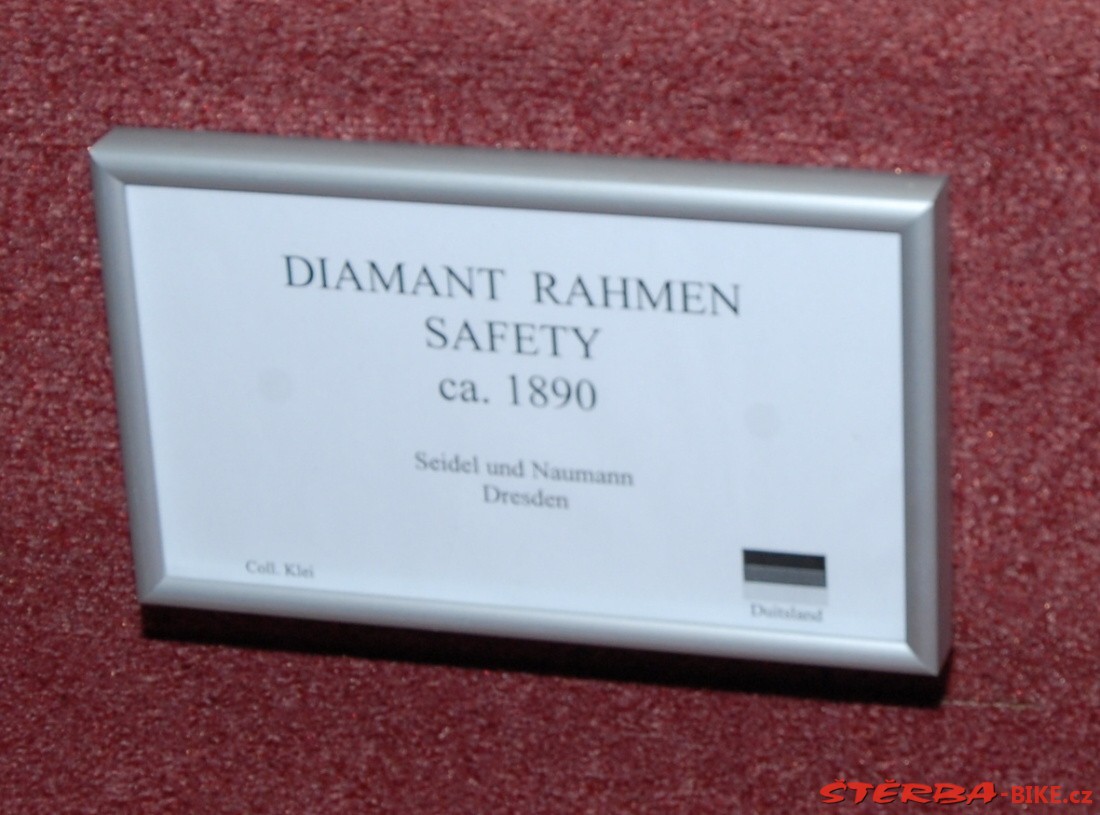 DIAMANT RAHMEN
SAFETY
ca. 1890
Seidel und Naumann
Dresden
Coll. Klei
Duitsland
ŠTĚRBA-BIKE.cz